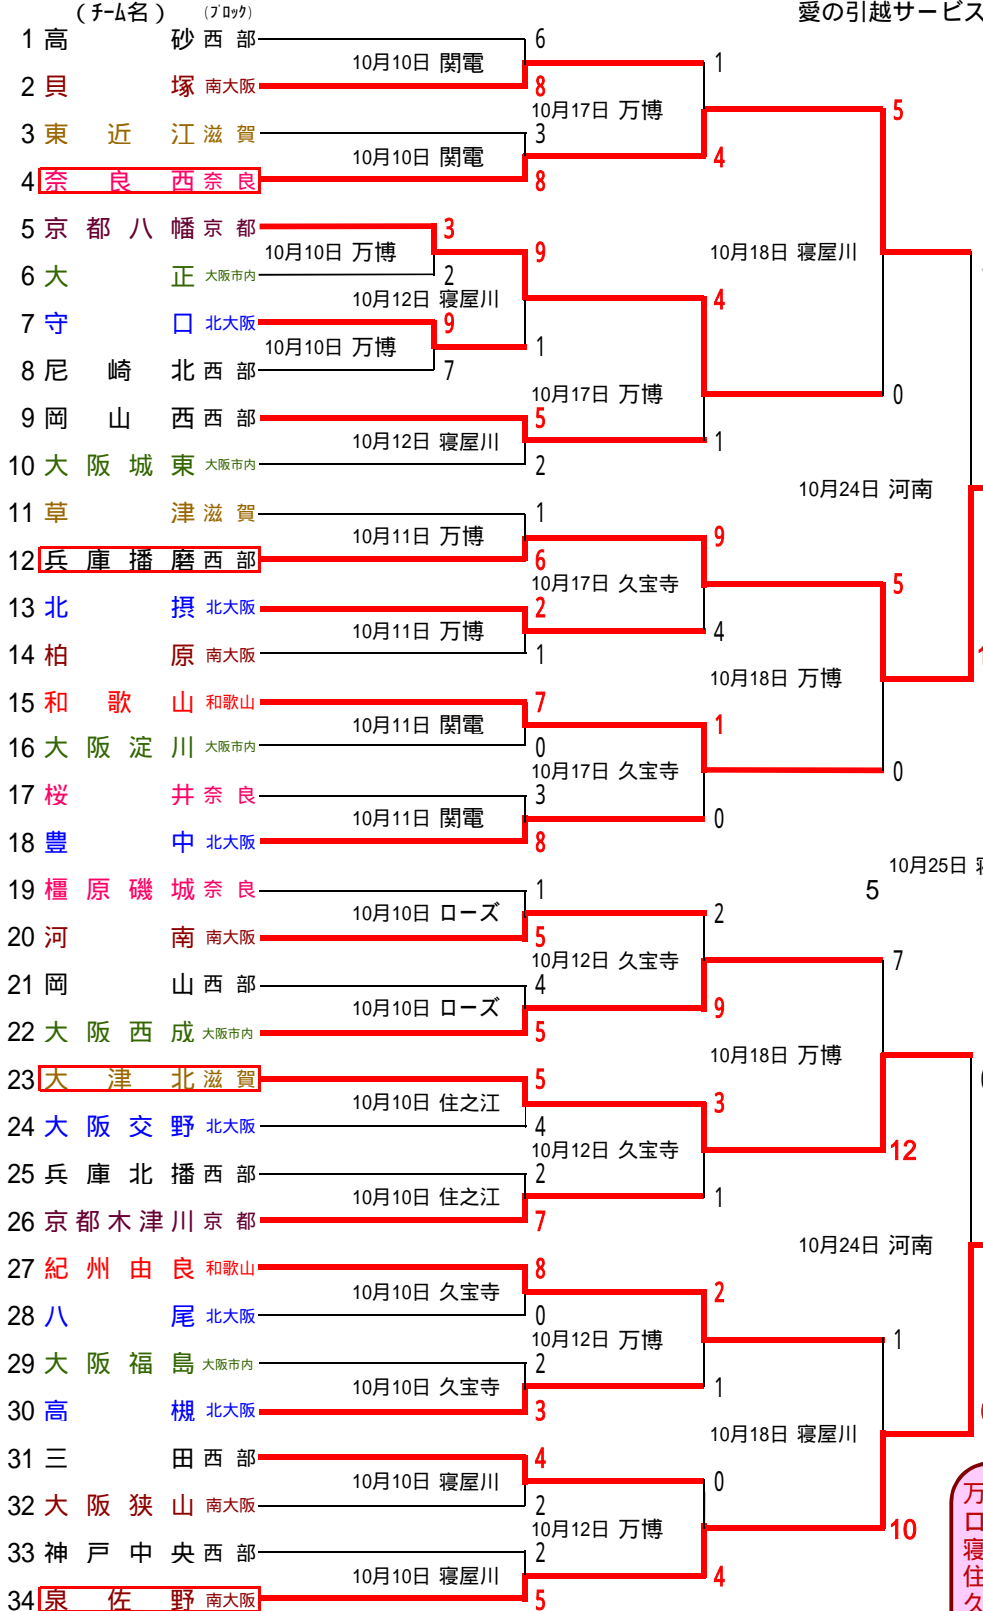 (チーム名) (ブロック) 愛の引越サービス
1 高砂 西部 6
10月10日 関電 1
2 貝塚 南大阪 8
10月17日 万博 5
3 東近江 滋賀 3
10月10日 関電 4
4 奈良西 奈良 8
5 京都八幡 京都 3
10月10日 万博 9 10月18日 寝屋川
6 大正 大阪市内 2
10月12日 寝屋川 4
7 守口 北大阪 9
10月10日 万博 1
8 尼崎北 西部 7
10月17日 万博 0
9 岡山西 西部 5
10月12日 寝屋川 1
10 大阪城東 大阪市内 2
10月24日 河南
11 草津 滋賀 1
10月11日 万博 9
12 兵庫播磨 西部 6
10月17日 久宝寺 5
13 北摂 北大阪 2
10月11日 万博 4
14 柏原 南大阪 1
10月18日 万博
15 和歌山 和歌山 7
10月11日 関電 1
16 大阪淀川 大阪市内 0
10月17日 久宝寺 0
17 桜井 奈良 3
10月11日 関電 0
18 豊中 北大阪 8
10月25日
19 橿原磯城 奈良 1 5
10月10日 ローズ 2
20 河南 南大阪 5
10月12日 久宝寺 7
21 岡山 西部 4
10月10日 ローズ 9
22 大阪西成 大阪市内 5
10月18日 万博
23 大津北 滋賀 5
10月10日 住之江 3
24 大阪交野 北大阪 4
10月12日 久宝寺 12
25 兵庫北播 西部 2
10月10日 住之江 1
26 京都木津川 京都 7
10月24日 河南
27 紀州由良 和歌山 8
10月10日 久宝寺 2
28 八尾 北大阪 0
10月12日 万博 1
29 大阪福島 大阪市内 2
10月10日 久宝寺 1
30 高槻 北大阪 3
10月18日 寝屋川
31 三田 西部 4
10月10日 寝屋川 0
32 大阪狭山 南大阪 2
10月12日 万博 10
33 神戸中央 西部 2
10月10日 寝屋川 4
34 泉佐野 南大阪 5
万
ロ
寝
住
久